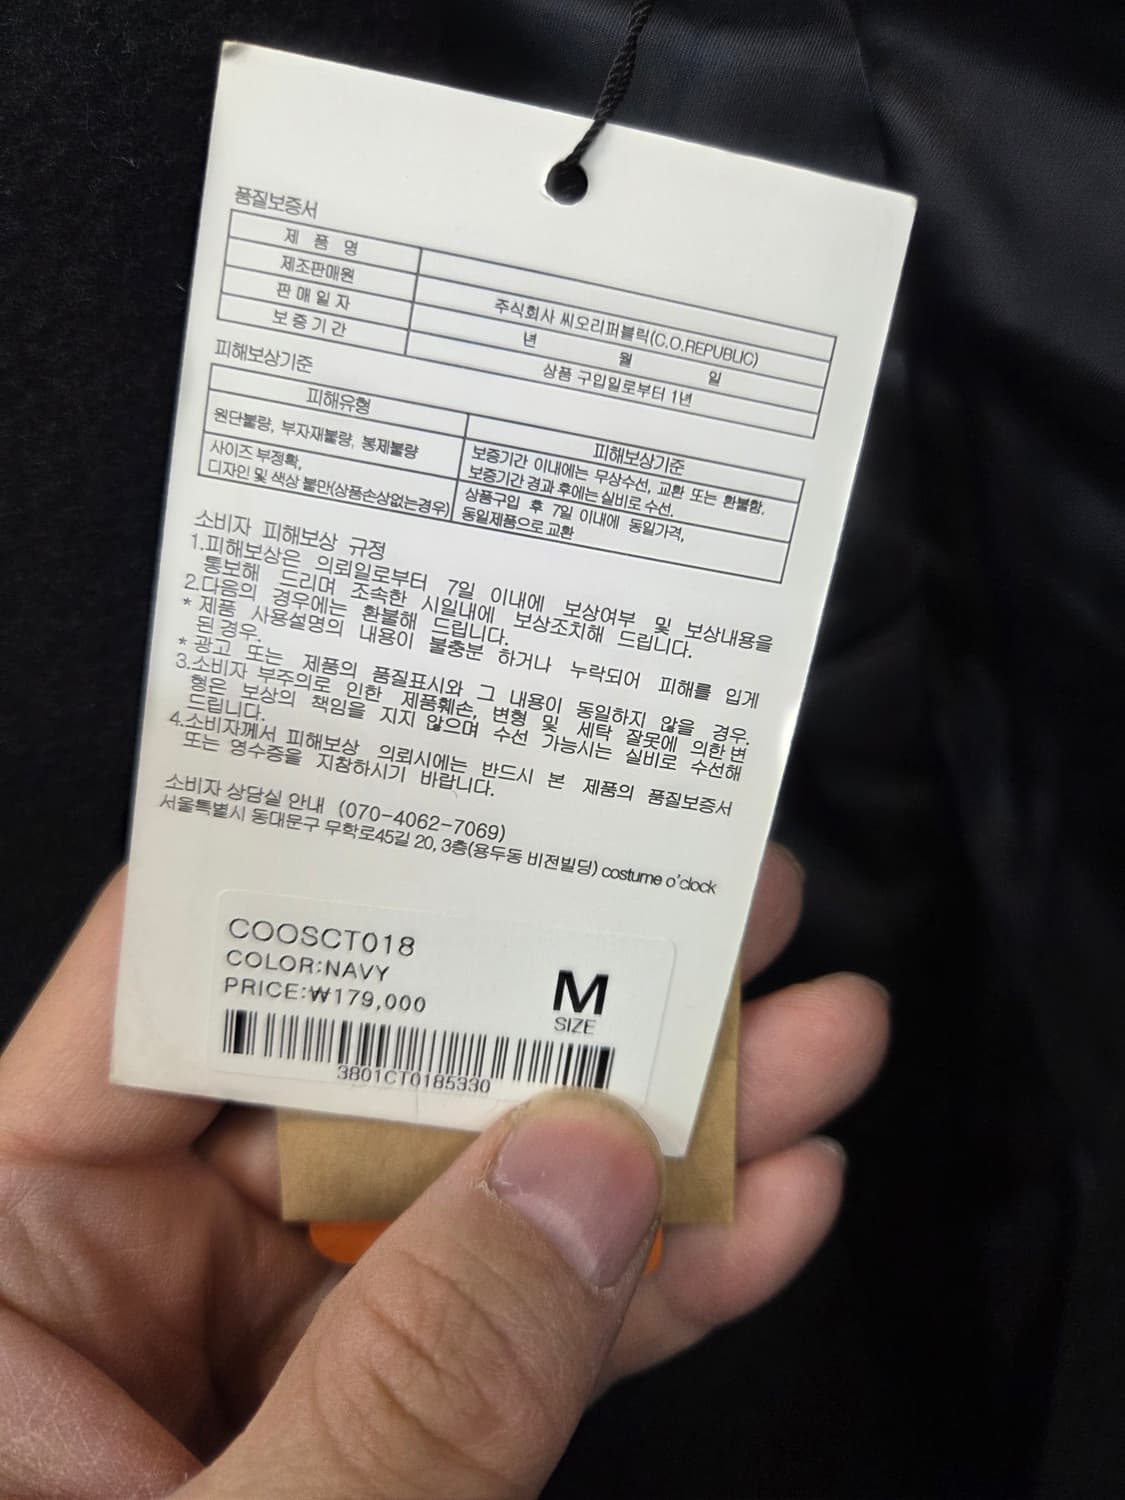 품질보증서
제 품 명
제조판매원 주식회사 씨오리퍼블릭(C.O.REPUBLIC)
판 매 일 자 년 월 일
보 증 기 간 상품 구입일로부터 1년
피해보상기준
피해유형 피해보상기준
원단불량, 부자재불량, 봉제불량 보증기간 이내에는 무상수선, 교환 또는 환불함.
보증기간 경과 후에는 실비로 수선.
사이즈 부정확, 상품구입 후 7일 이내에 동일가격,
디자인 및 색상 불만(상품손상없는경우) 동일제품으로 교환
소비자 피해보상 규정
1.피해보상은 의뢰일로부터 7일 이내에 보상여부 및 보상내용을
통보해 드리며 조속한 시일내에 보상조치해 드립니다.
2.다음의 경우에는 환불해 드립니다.
* 제품 사용설명의 내용이 불충분 하거나 누락되어 피해를 입게
된 경우.
* 광고 또는 제품의 품질표시와 그 내용이 동일하지 않을 경우.
3.소비자 부주의로 인한 제품훼손, 변형 및 세탁 잘못에 의한 변
형은 보상의 책임을 지지 않으며 수선 가능시는 실비로 수선해
드립니다.
4.소비자께서 피해보상 의뢰시에는 반드시 본 제품의 품질보증서
또는 영수증을 지참하시기 바랍니다.
소비자 상담실 안내 (070-4062-7069)
서울특별시 동대문구 무학로45길 20, 3층(용두동 비전빌딩) costume o'clock
COOSCT018
COLOR:NAVY
PRICE:₩179,000
M
SIZE
3801CT0185330